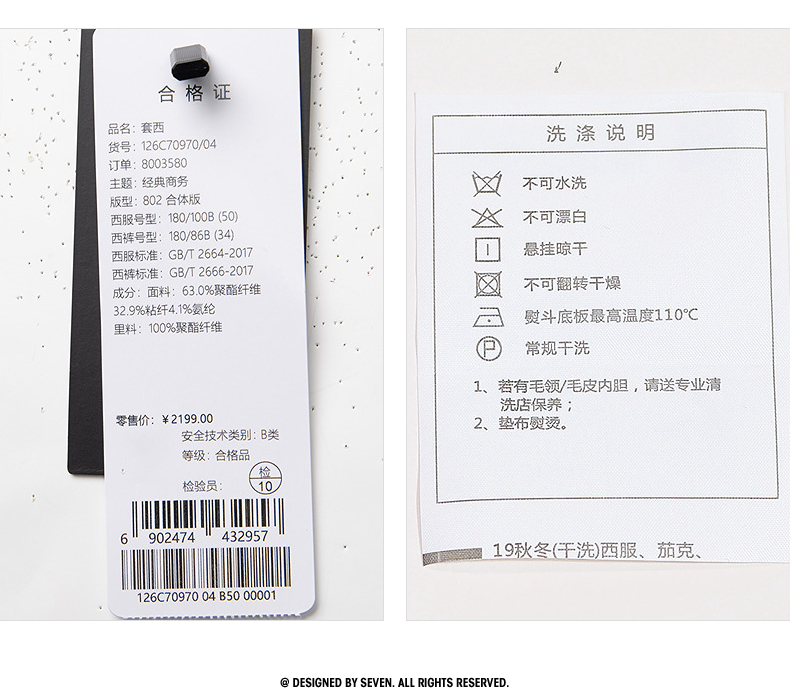 合格证
品名：套西
货号：126C70970/04
订单：8003580
主题：经典商务
版型：802 合体版
西服号型：180/100B (50)
西裤号型：180/86B (34)
西服标准：GB/T 2664-2017
西裤标准：GB/T 2666-2017
成分：面料：63.0%聚酯纤维
32.9%粘纤4.1%氨纶
里料：100%聚酯纤维
零售价：￥2199.00
安全技术类别：B类
等级：合格品
检验员：
检
10
6 902474 432957
126C70970 04 B50 00001
洗涤说明
不可水洗
不可漂白
悬挂晾干
不可翻转干燥
熨斗底板最高温度110℃
P
常规干洗
1、若有毛领/毛皮内胆，请送专业清
洗店保养；
2、垫布熨烫。
19秋冬(干洗)西服、茄克、
@ DESIGNED BY SEVEN. ALL RIGHTS RESERVED.